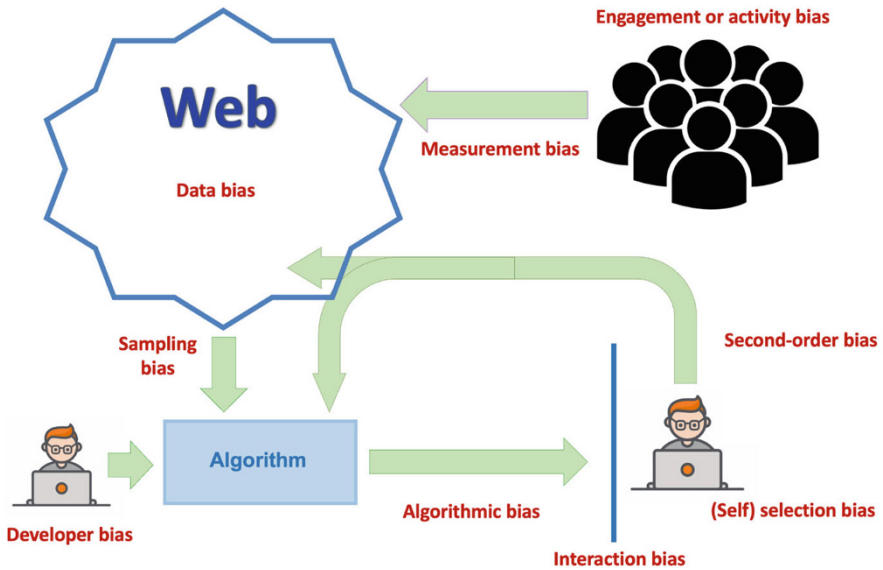 Engagement or activity bias
Web
Measurement bias
Data bias
Sampling
bias
Second-order bias
Algorithm
Algorithmic bias
(Self) selection bias
Developer bias
Interaction bias